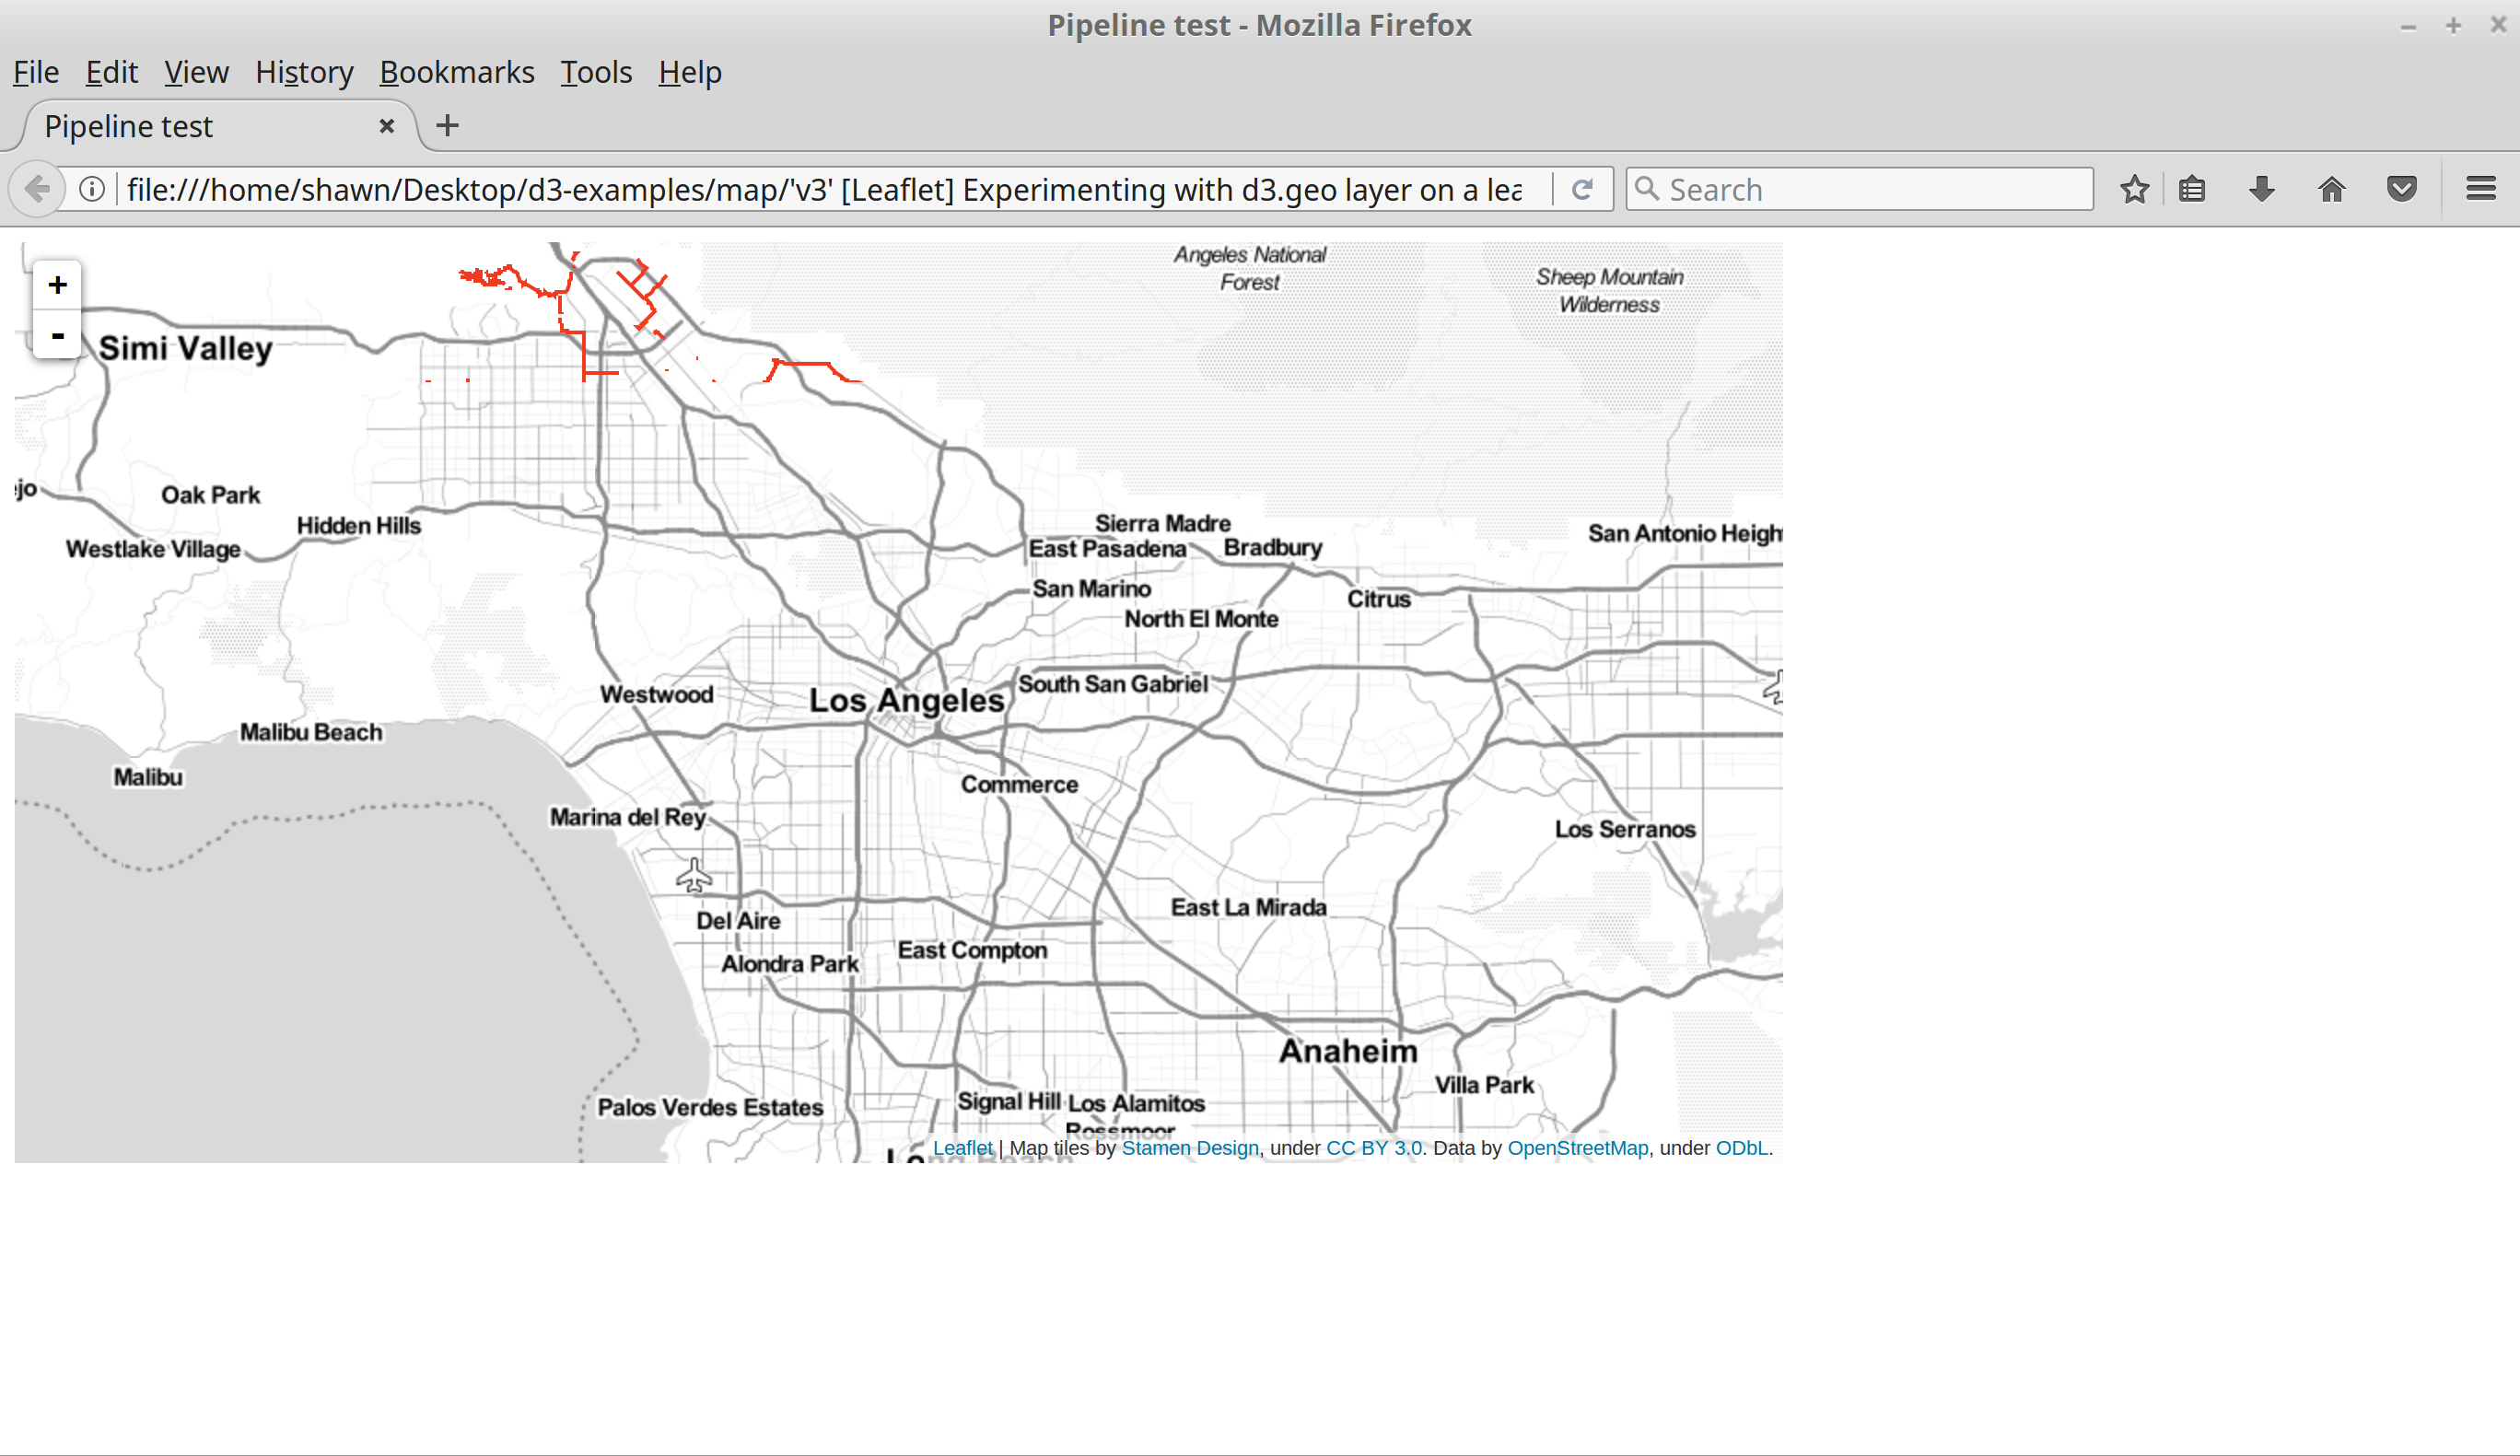 Pipeline test - Mozilla Firefox
File Edit View History Bookmarks Tools Help
Pipeline test
file:///home/shawn/Desktop/d3-examples/map/'v3' [Leaflet] Experimenting with d3.geo layer on a lea
Search
Angeles National
Forest
Sheep Mountain
Wilderness
+
-
Simi Valley
jo
Oak Park
Hidden Hills
Westlake Village
Sierra Madre
East Pasadena
Bradbury
San Antonio Heigh
San Marino
Citrus
North El Monte
Westwood
Los Angeles
South San Gabriel
Malibu Beach
Malibu
Commerce
Marina del Rey
Los Serranos
Del Aire
East La Mirada
Alondra Park
East Compton
Anaheim
Villa Park
Palos Verdes Estates
Signal Hill
Los Alamitos
Rossmoor
Long Beach
Leaflet | Map tiles by Stamen Design, under CC BY 3.0. Data by OpenStreetMap, under ODbL.